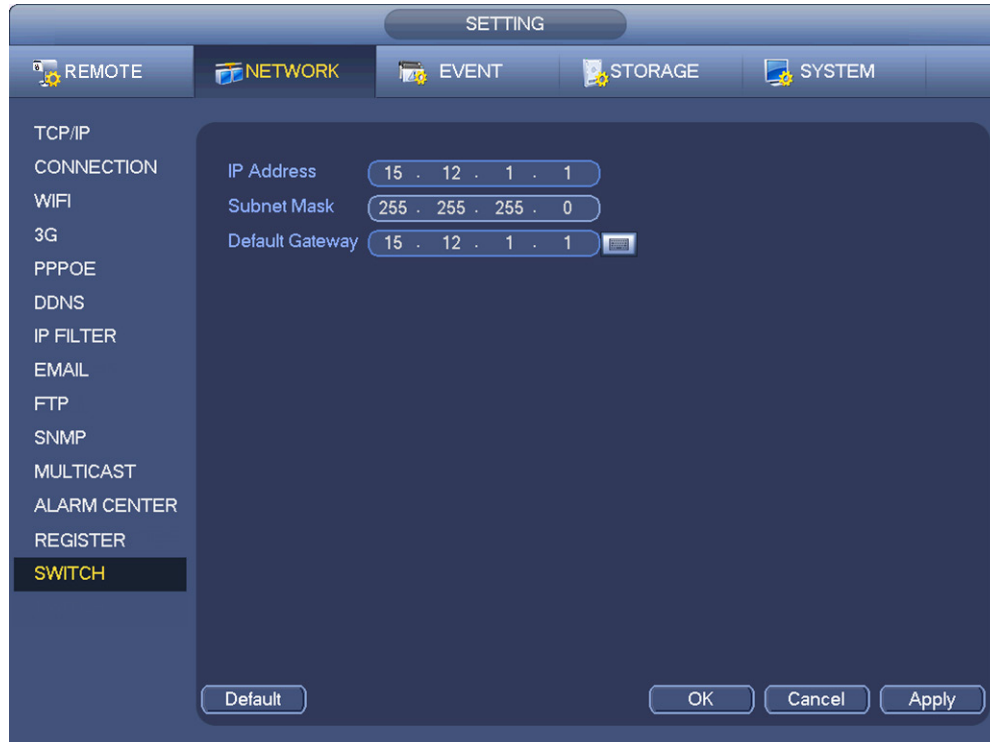 SETTING
REMOTE NETWORK EVENT STORAGE SYSTEM
TCP/IP
CONNECTION
WIFI
3G
PPPOE
DDNS
IP FILTER
EMAIL
FTP
SNMP
MULTICAST
ALARM CENTER
REGISTER
SWITCH
IP Address 15 . 12 . 1 . 1
Subnet Mask 255 . 255 . 255 . 0
Default Gateway 15 . 12 . 1 . 1
Default OK Cancel Apply